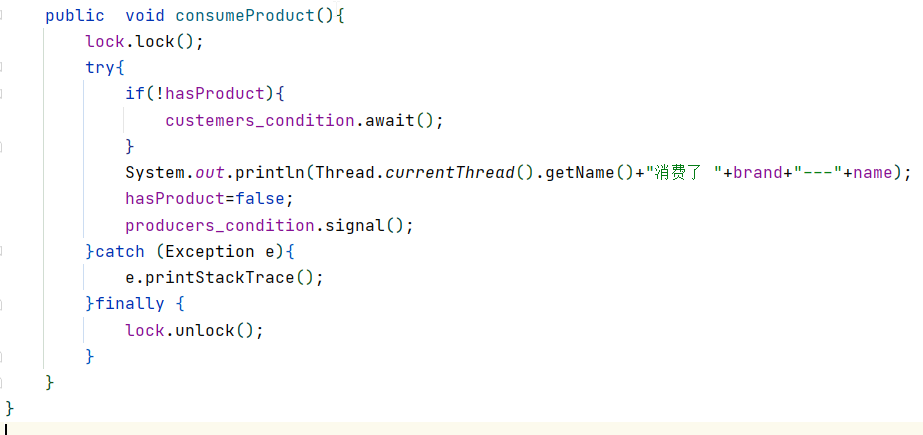 public  void consumeProduct(){
lock.lock();
try{
if(!hasProduct){
custemers_condition.await();
}
System.out.println(Thread.currentThread().getName()+"消费了 "+brand+"---"+name);
hasProduct=false;
producers_condition.signal();
}catch (Exception e){
e.printStackTrace();
}finally {
lock.unlock();
}
}
}